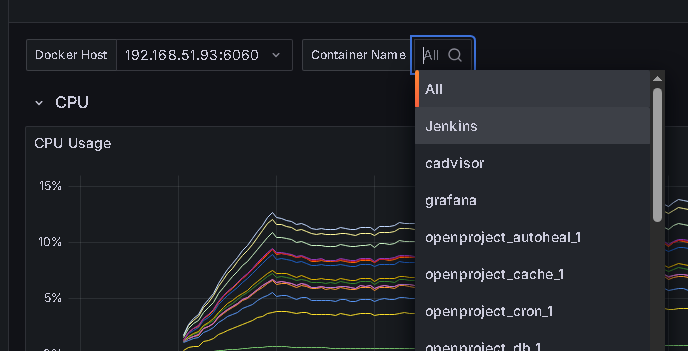 Docker Host 192.168.51.93:6060 Container Name All
All
CPU
Jenkins
CPU Usage
cadvisor
15%
grafana
10%
openproject_autoheal_1
openproject_cache_1
5%
openproject_cron_1
openproject_db_1
0%